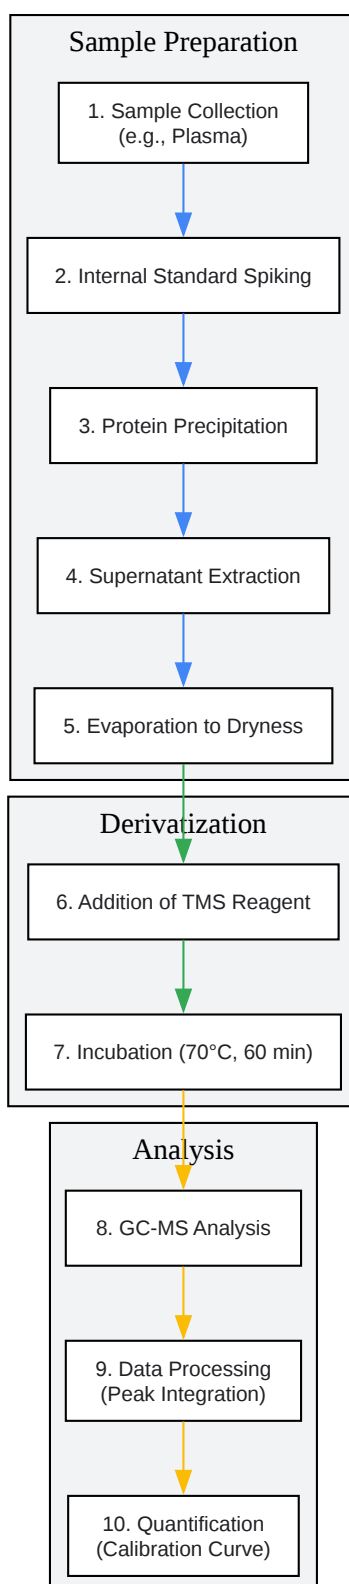 Sample Preparation
1. Sample Collection
(e.g., Plasma)
2. Internal Standard Spiking
3. Protein Precipitation
4. Supernatant Extraction
5. Evaporation to Dryness
Derivatization
6. Addition of TMS Reagent
7. Incubation (70°C, 60 min)
Analysis
8. GC-MS Analysis
9. Data Processing
(Peak Integration)
10. Quantification
(Calibration Curve)